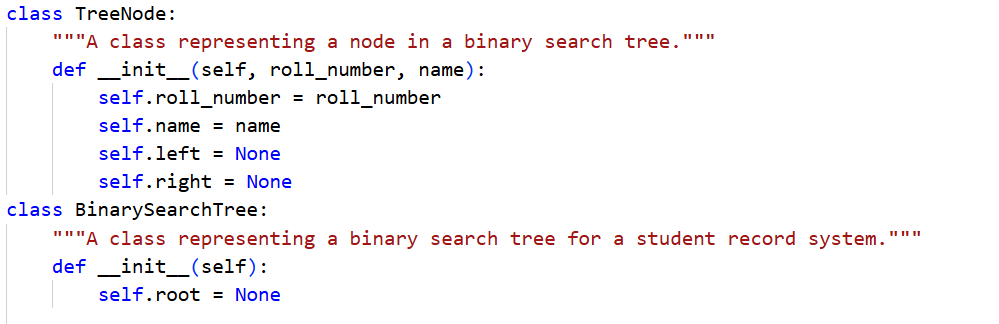 class TreeNode:
    """A class representing a node in a binary search tree."""
    def __init__(self, roll_number, name):
        self.roll_number = roll_number
        self.name = name
        self.left = None
        self.right = None
class BinarySearchTree:
    """A class representing a binary search tree for a student record system."""
    def __init__(self):
        self.root = None